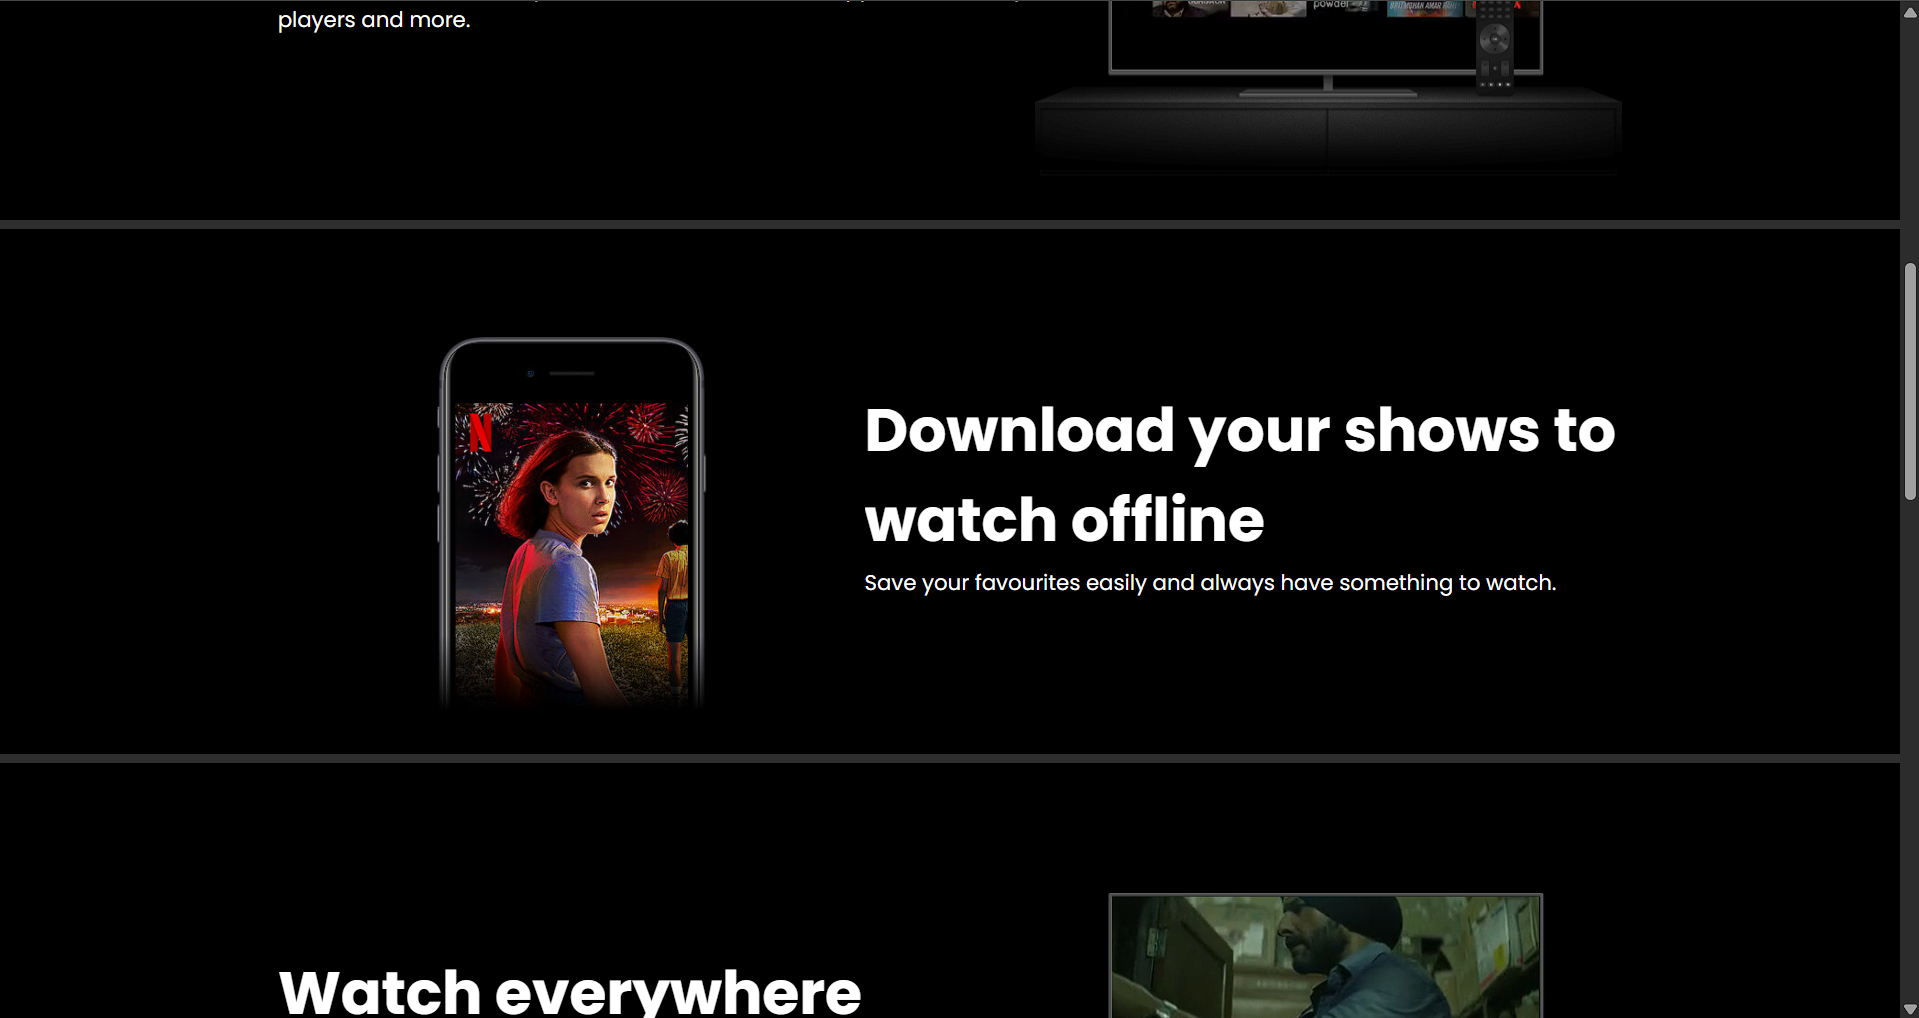 players and more.
powder
N
Download your shows to
watch offline
Save your favourites easily and always have something to watch.
Watch everywhere